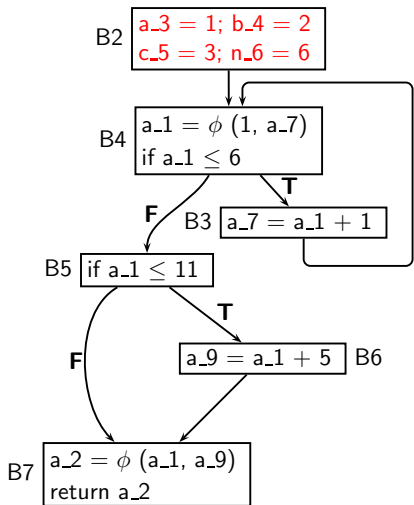 B2
a_3 = 1; b_4 = 2
c_5 = 3; n_6 = 6
B4
a_1 = ϕ (1, a_7)
if a_1 ≤ 6
T
F
B3
a_7 = a_1 + 1
B5
if a_1 ≤ 11
T
F
a_9 = a_1 + 5
B6
B7
a_2 = ϕ (a_1, a_9)
return a_2